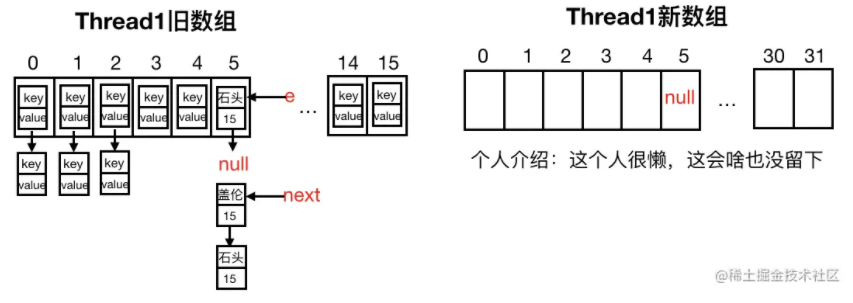 Thread1旧数组
0 1 2 3 4 5 14 15
key key key key key 石头 e ... key key
value value value value value 15 value value
key key key null
value value value
盖伦 next
15
石头
15
Thread1新数组
0 1 2 3 4 5 30 31
null ...
个人介绍：这个人很懒，这会啥也没留下
@稀土掘金技术社区